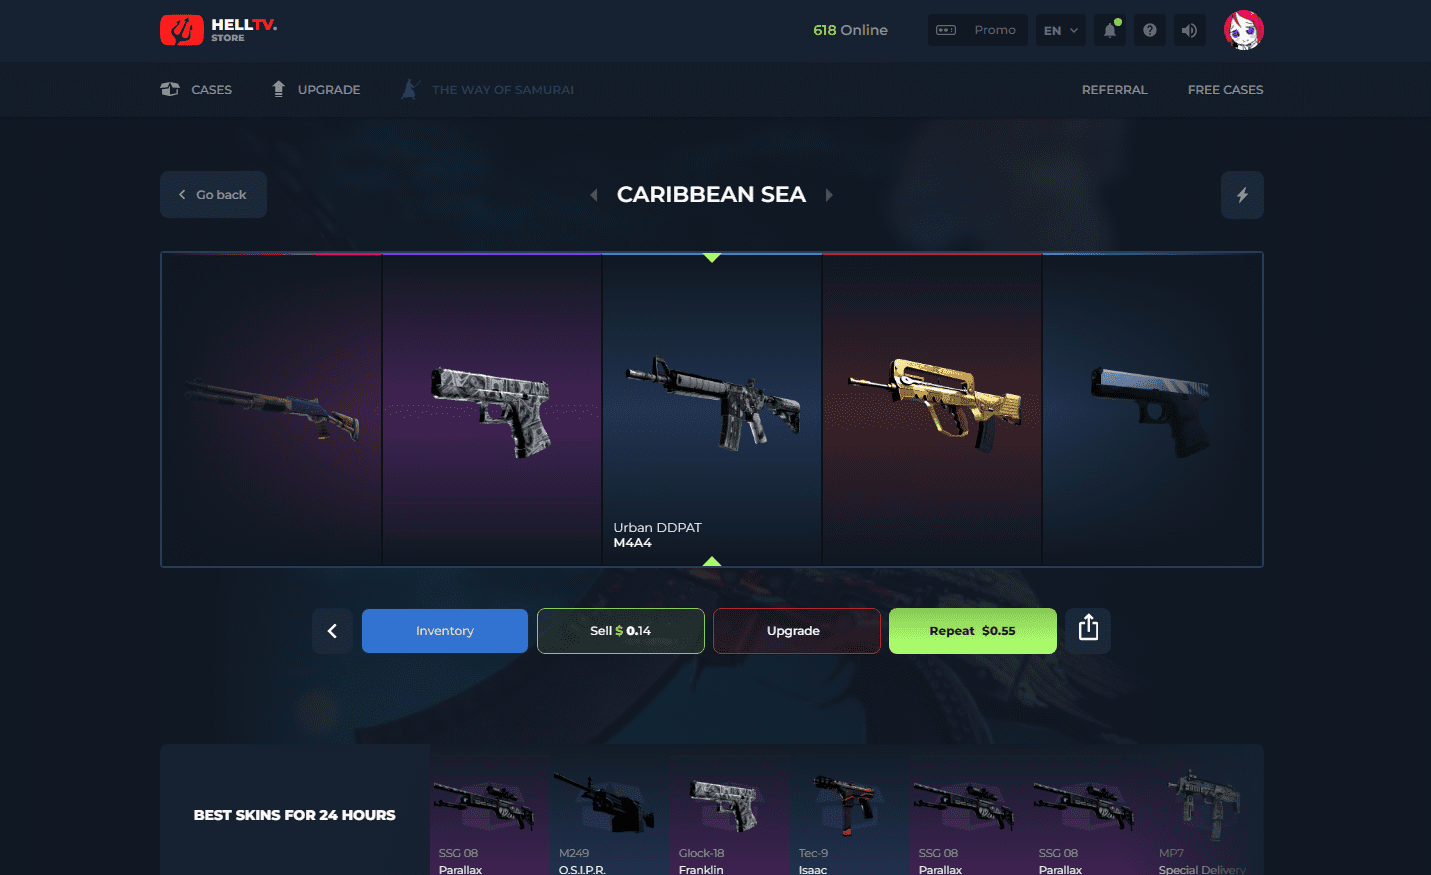 HELLTV.
STORE
618 Online
Promo
EN
CASES
UPGRADE
THE WAY OF SAMURAI
REFERRAL
FREE CASES
Go back
CARIBBEAN SEA
Urban DDPAT
M4A4
Inventory
Sell $ 0.14
Upgrade
Repeat $0.55
BEST SKINS FOR 24 HOURS
SSG 08
Parallax
M249
O.S.I.P.R.
Glock-18
Franklin
Tec-9
Isaac
SSG 08
Parallax
SSG 08
Parallax
MP7
Special Delivery